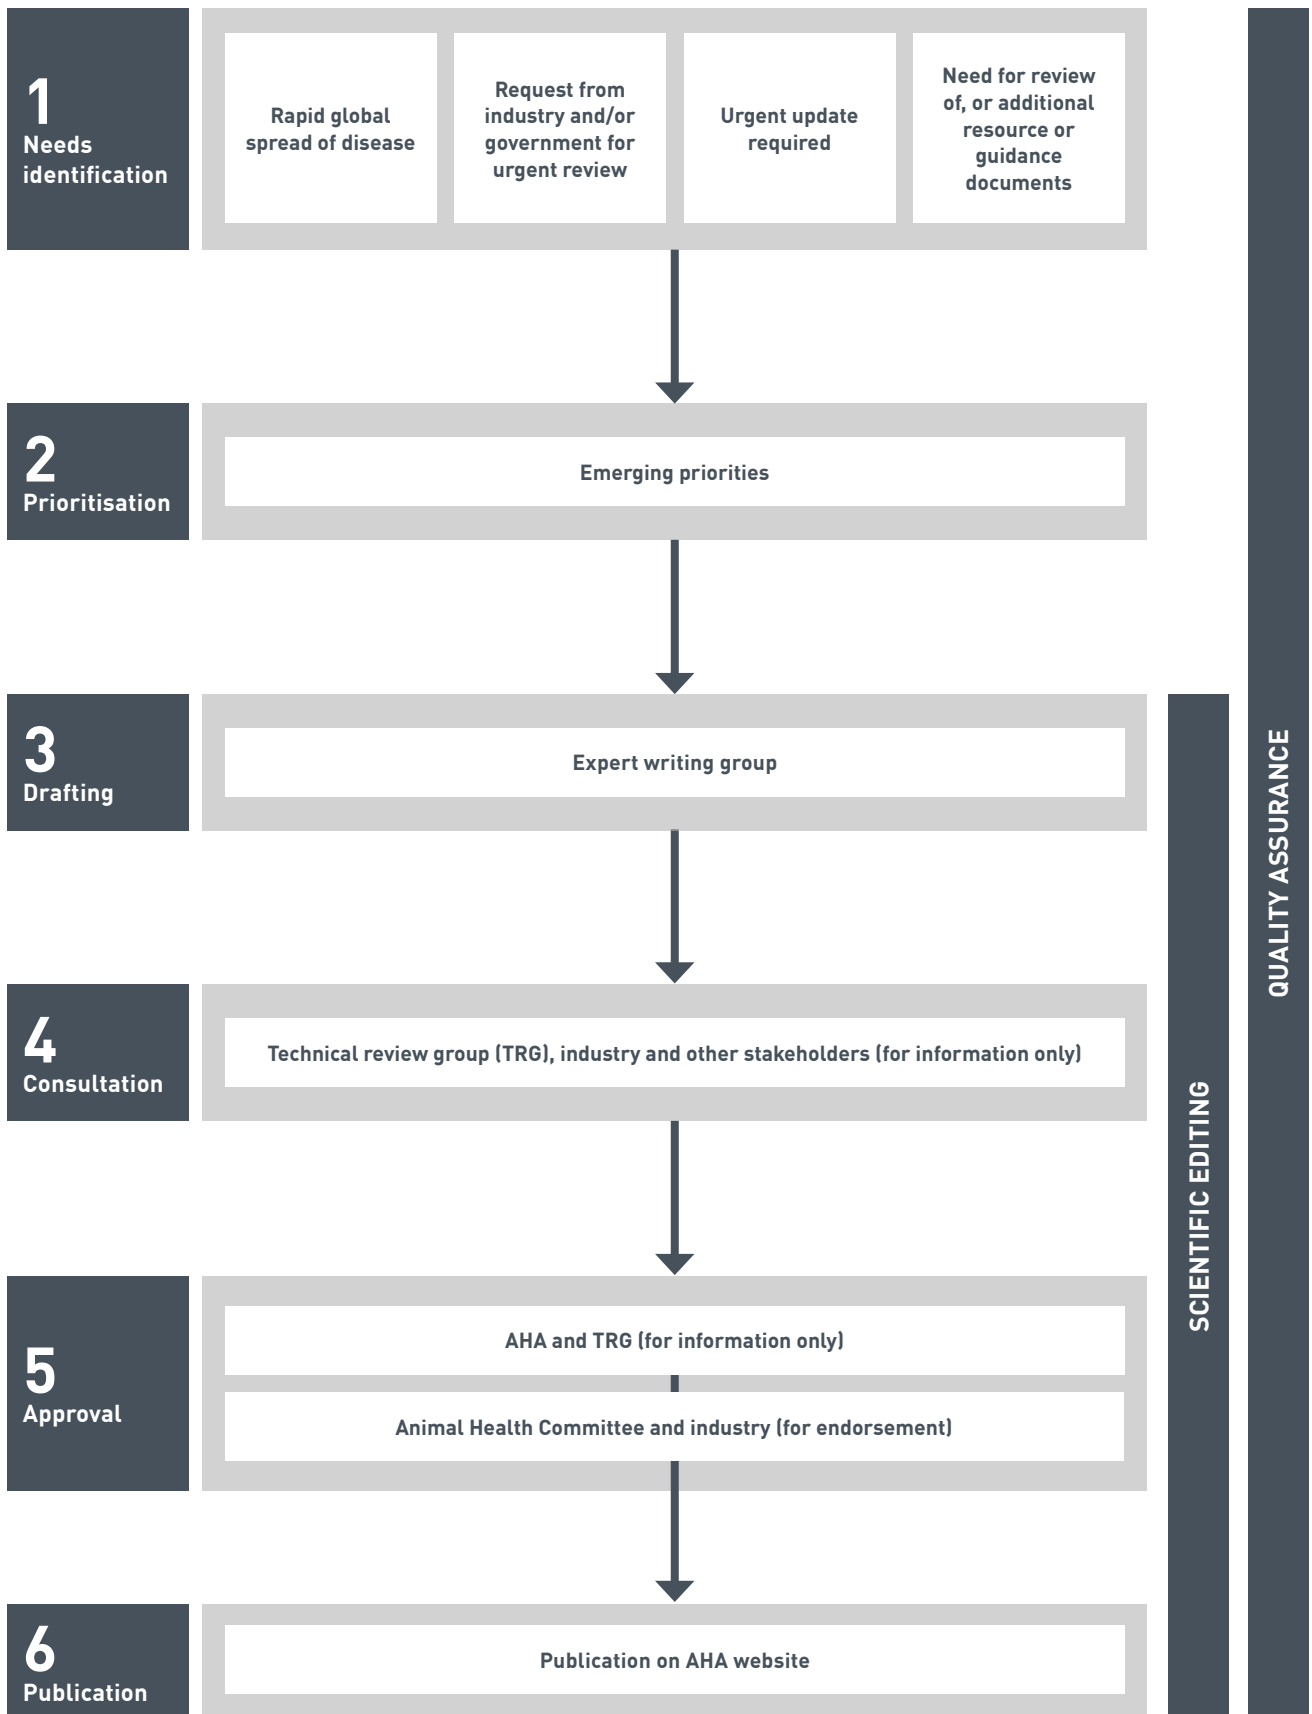 1
Needs
identification
Rapid global
spread of disease
Request from
industry and/or
government for
urgent review
Urgent update
required
Need for review
of, or additional
resource or
guidance
documents
2
Prioritisation
Emerging priorities
3
Drafting
Expert writing group
4
Consultation
Technical review group (TRG), industry and other stakeholders (for information only)
5
Approval
AHA and TRG (for information only)
Animal Health Committee and industry (for endorsement)
6
Publication
Publication on AHA website
SCIENTIFIC EDITING
QUALITY ASSURANCE